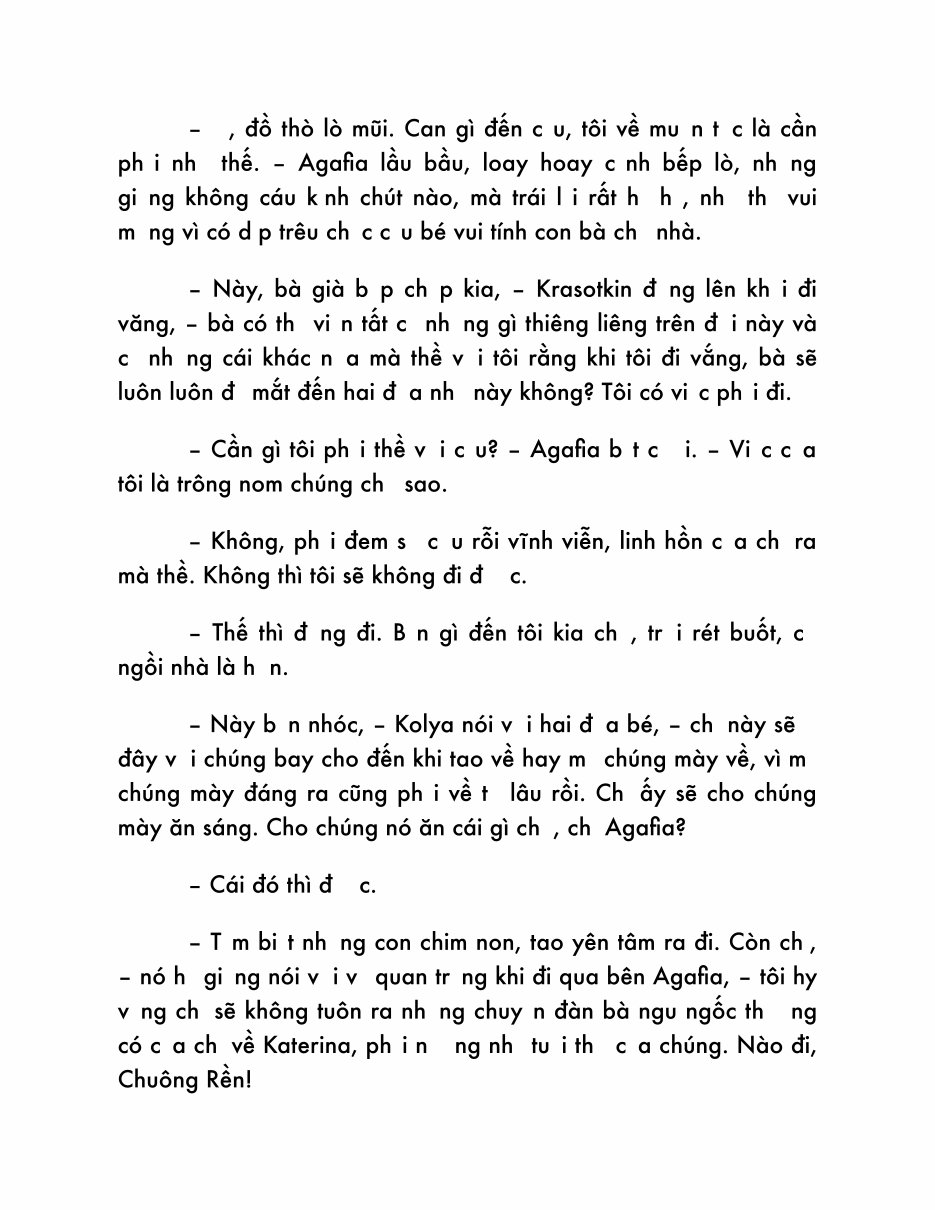 – , đồ thò lò mũi. Can gì đến c u, tôi về mu n t c là cần
ph i nh thế. – Agafia lầu bầu, loay hoay c nh bếp lò, nh ng
gi ng không cáu k nh chút nào, mà trái l i rất h h , nh th vui
m ng vì có d p trêu ch c c u bé vui tính con bà ch nhà.
– Này, bà già b p ch p kia, – Krasotkin đ ng lên kh i đi
văng, – bà có th vi n tất c nh ng gì thiêng liêng trên đ i này và
c nh ng cái khác n a mà thề v i tôi rằng khi tôi đi vắng, bà sẽ
luôn luôn đ mắt đến hai đ a nh này không? Tôi có vi c ph i đi.
– Cần gì tôi ph i thề v i c u? – Agafia b t c i. – Vi c c a
tôi là trông nom chúng ch sao.
– Không, ph i đem s c u rỗi vĩnh viễn, linh hồn c a ch ra
mà thề. Không thì tôi sẽ không đi đ c.
– Thế thì đ ng đi. B n gì đến tôi kia ch , tr i rét buốt, c
ngồi nhà là h n.
– Này b n nhóc, – Kolya nói v i hai đ a bé, – ch này sẽ
đây v i chúng bay cho đến khi tao về hay m chúng mày về, vì m
chúng mày đáng ra cũng ph i về t lâu rồi. Ch ấy sẽ cho chúng
mày ăn sáng. Cho chúng nó ăn cái gì ch , ch Agafia?
– Cái đó thì đ c.
– T m bi t nh ng con chim non, tao yên tâm ra đi. Còn ch ,
– nó h gi ng nói v i v quan tr ng khi đi qua bên Agafia, – tôi hy
v ng ch sẽ không tuôn ra nh ng chuy n đàn bà ngu ngốc th ng
có c a ch về Katerina, ph i n ng nh tu i th c a chúng. Nào đi,
Chuông Rền!